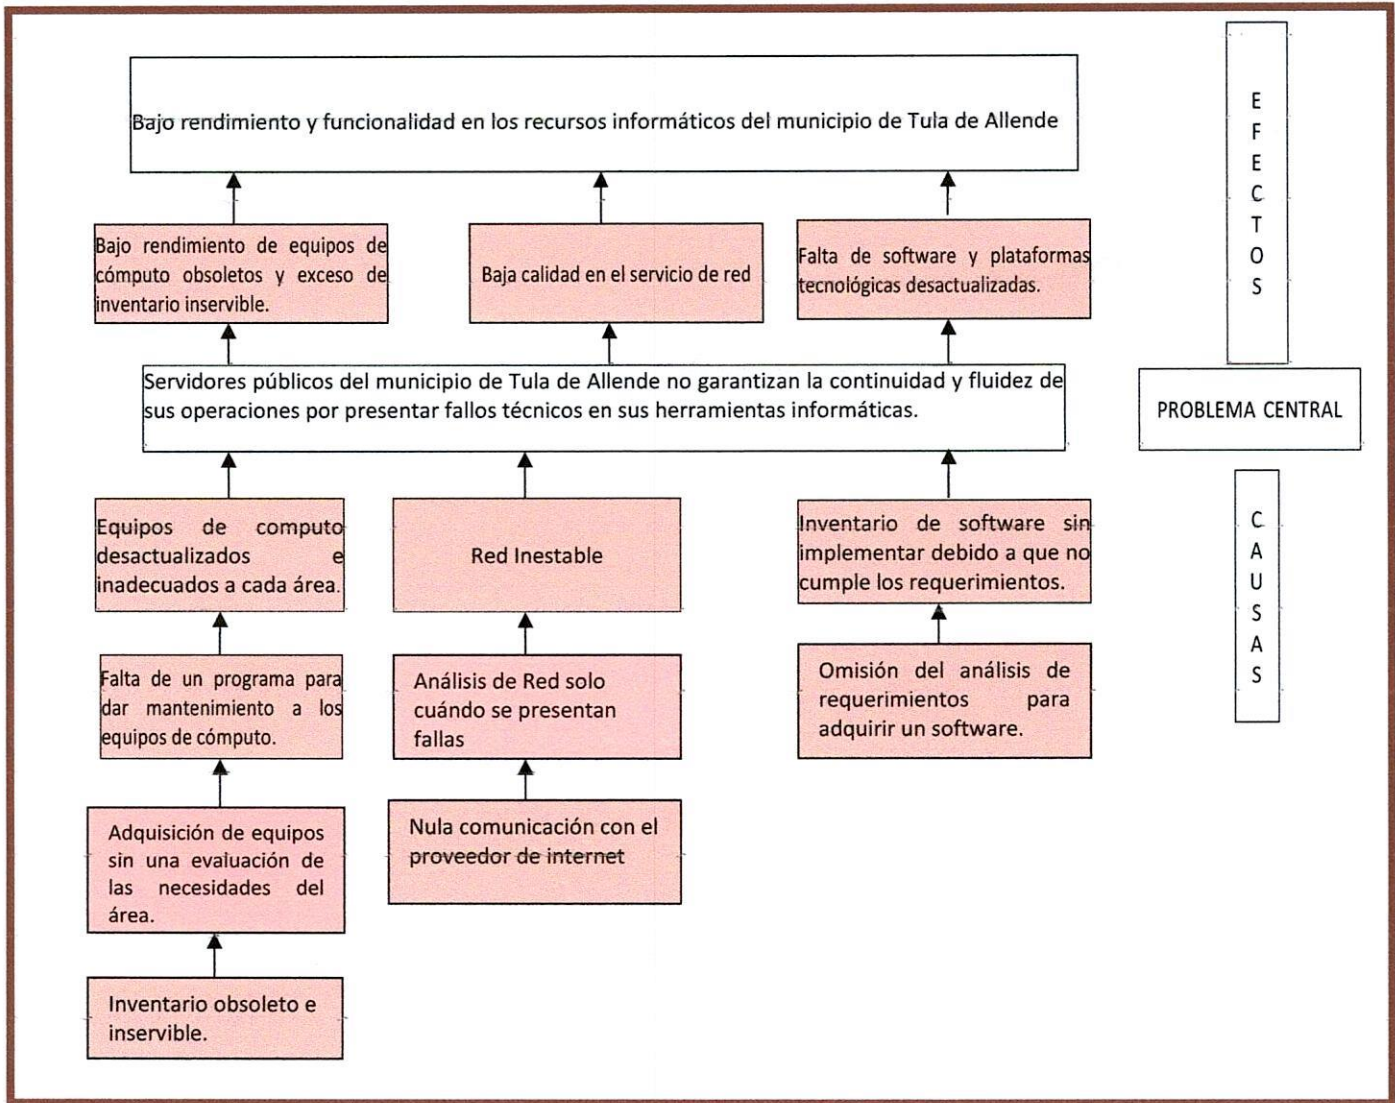 Bajo rendimiento y funcionalidad en los recursos informáticos del municipio de Tula de Allende
EFECTOS
Bajo rendimiento de equipos de
cómputo obsoletos y exceso de
inventario inservible.
Baja calidad en el servicio de red
Falta de software y plataformas
tecnológicas desactualizadas.
Servidores públicos del municipio de Tula de Allende no garantizan la continuidad y fluidez de
sus operaciones por presentar fallos técnicos en sus herramientas informáticas.
PROBLEMA CENTRAL
Equipos de computo
desactualizados e
inadecuados a cada área.
Red Inestable
Inventario de software sin
implementar debido a que no
cumple los requerimientos.
CAUSAS
Falta de un programa para
dar mantenimiento a los
equipos de cómputo.
Análisis de Red solo
cuándo se presentan
fallas
Omisión del análisis de
requerimientos para
adquirir un software.
Adquisición de equipos
sin una evaluación de
las necesidades del
área.
Nula comunicación con el
proveedor de internet
Inventario obsoleto e
inservible.